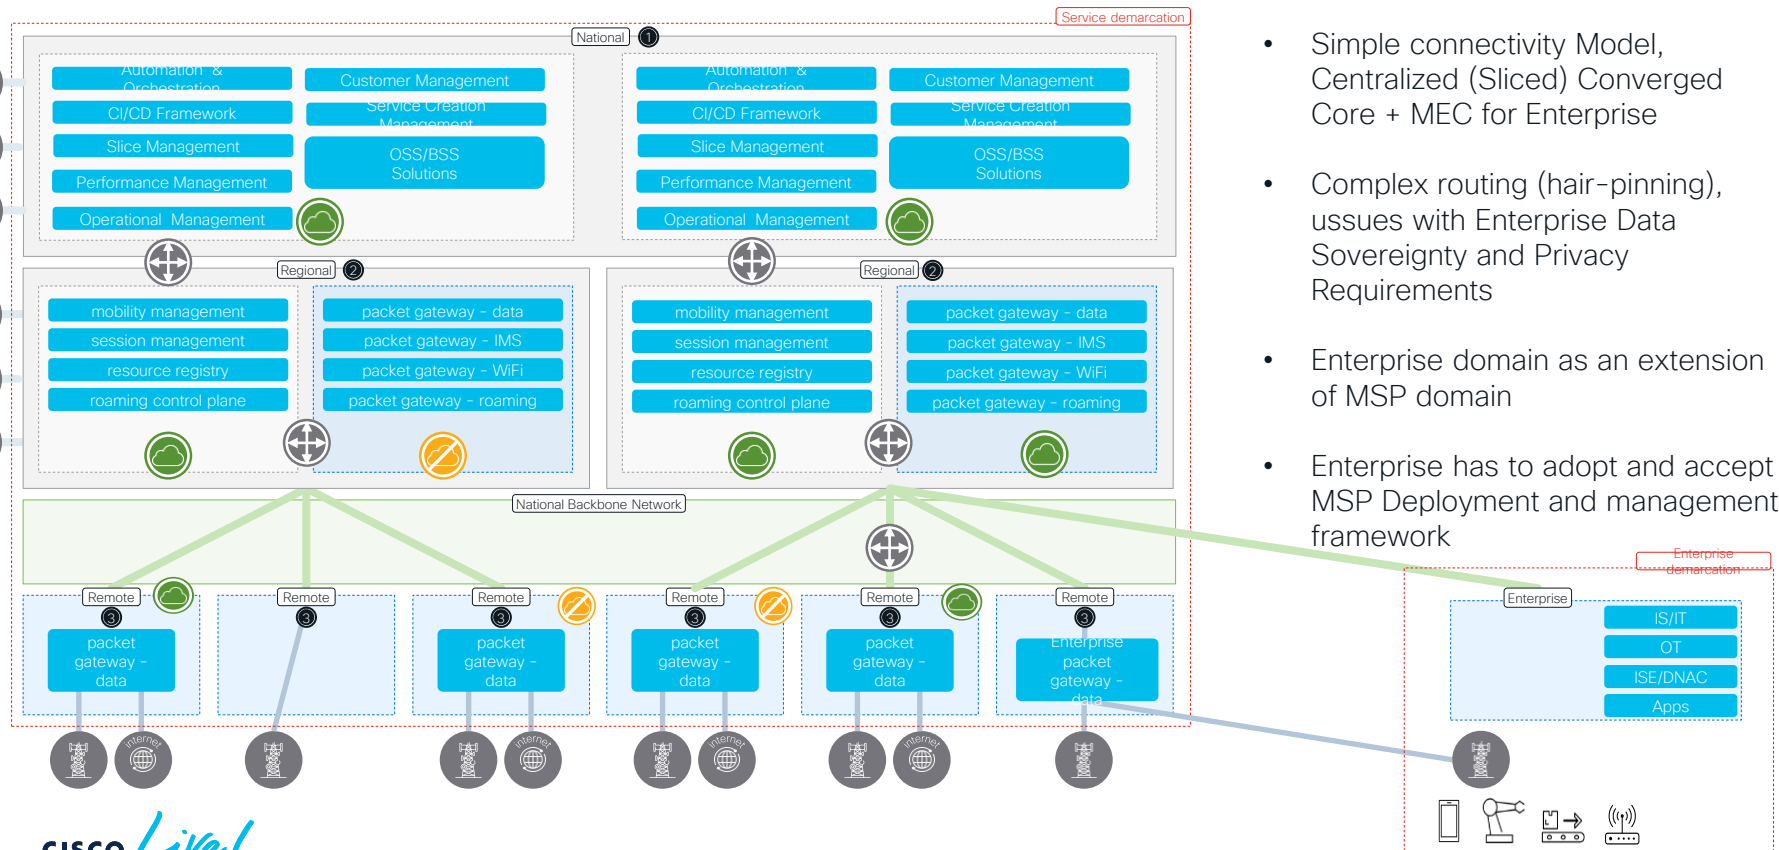 Service demarcation
National
1
Automation &
Orchestration
CI/CD Framework
Slice Management
Performance Management
Operational Management
Customer Management
Service Creation
Management
OSS/BSS
Solutions
Automation &
Orchestration
CI/CD Framework
Slice Management
Performance Management
Operational Management
Customer Management
Service Creation
Management
OSS/BSS
Solutions
Regional
2
mobility management
session management
resource registry
roaming control plane
packet gateway - data
packet gateway - IMS
packet gateway - WiFi
packet gateway - roaming
Regional
2
mobility management
session management
resource registry
roaming control plane
packet gateway - data
packet gateway - IMS
packet gateway - WiFi
packet gateway - roaming
National Backbone Network
Remote
3
packet
gateway -
data
Remote
3
Remote
3
packet
gateway -
data
Remote
3
packet
gateway -
data
Remote
3
packet
gateway -
data
Remote
3
Enterprise
packet
gateway -
data
internet
internet
internet
internet
• Simple connectivity Model,
Centralized (Sliced) Converged
Core + MEC for Enterprise
• Complex routing (hair-pinning),
ussues with Enterprise Data
Sovereignty and Privacy
Requirements
• Enterprise domain as an extension
of MSP domain
• Enterprise has to adopt and accept
MSP Deployment and management
framework
Enterprise
demarcation
Enterprise
IS/IT
OT
ISE/DNAC
Apps
cisco Live!